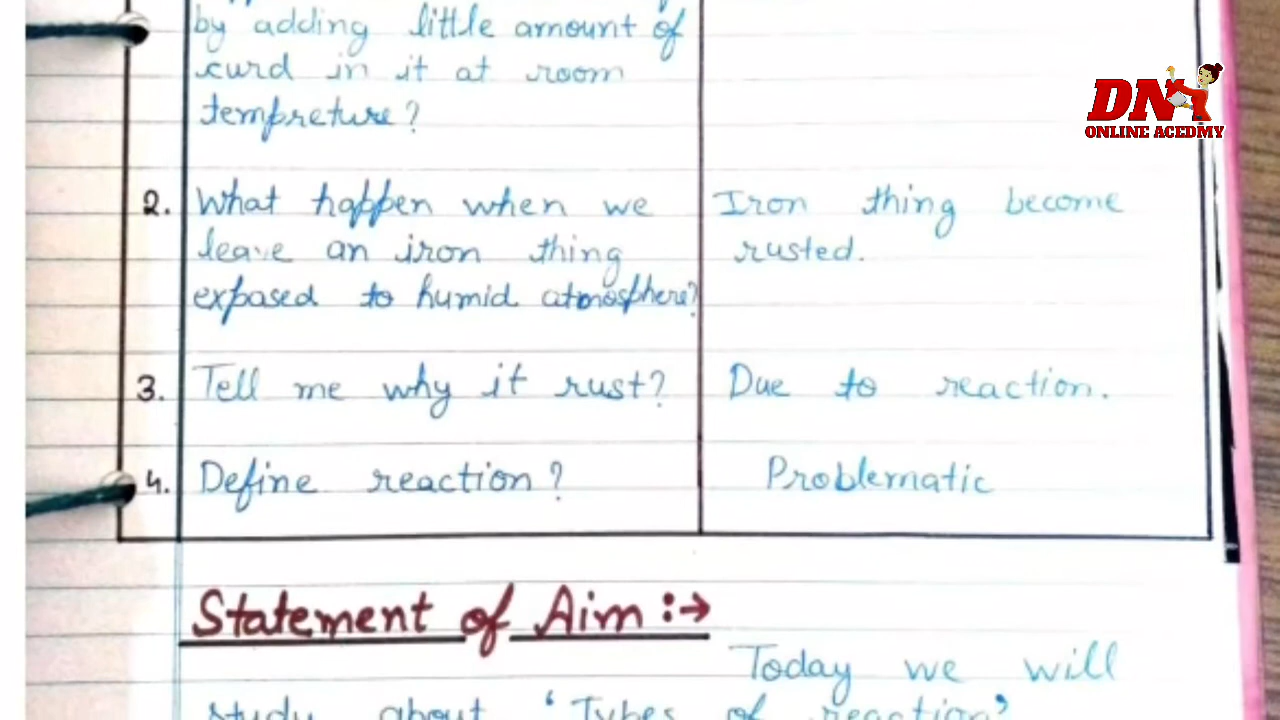 by adding little amount of
curd in it at room
tempreture?
DN
ONLINE ACEDMY
2. What happen when we Iron thing become
leave an iron thing rusted.
exposed to humid atmosphere?
3. Tell me why it rust? Due to reaction.
4. Define reaction? Problematic
Statement of Aim :→
Today we will
study about 'Types of reaction'